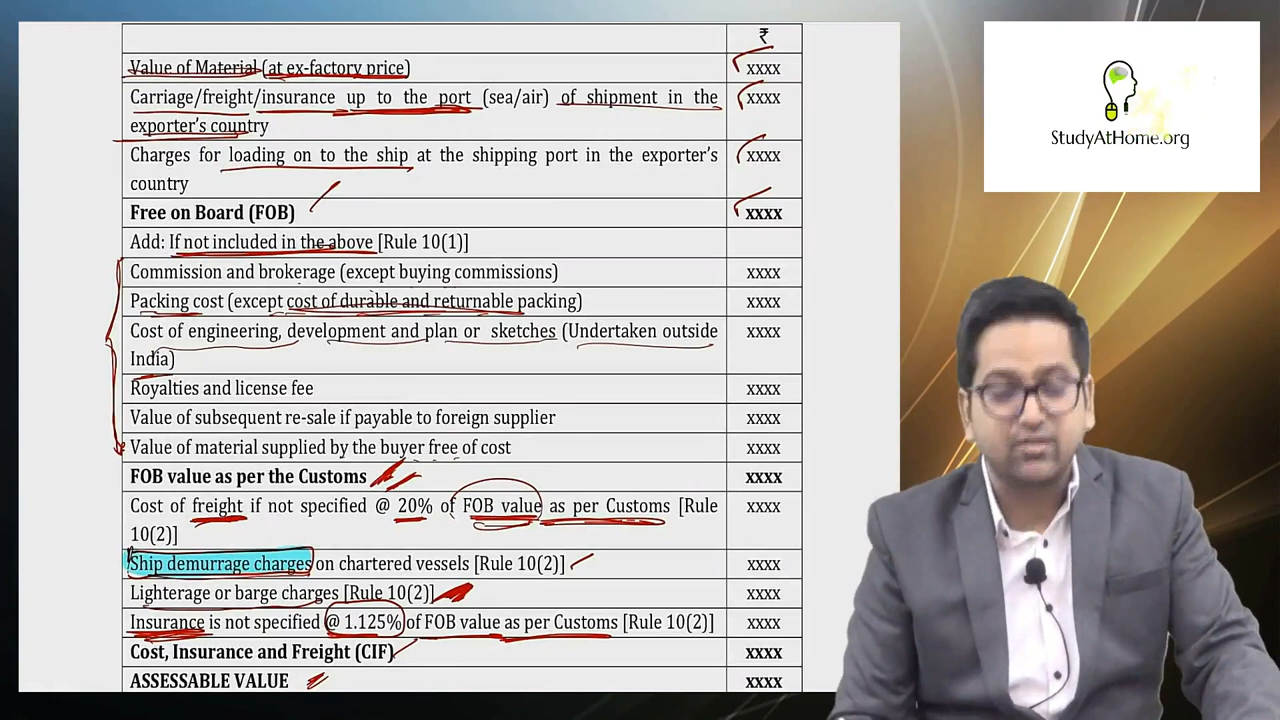 ₹
Value of Material (at ex-factory price) xxxx
Carriage/freight/insurance up to the port (sea/air) of shipment in the xxxx
exporter's country
Charges for loading on to the ship at the shipping port in the exporter's xxxx
country
Free on Board (FOB) xxxx
Add: If not included in the above [Rule 10(1)]
Commission and brokerage (except buying commissions) xxxx
Packing cost (except cost of durable and returnable packing) xxxx
Cost of engineering, development and plan or sketches (Undertaken outside xxxx
India)
Royalties and license fee xxxx
Value of subsequent re-sale if payable to foreign supplier xxxx
Value of material supplied by the buyer free of cost xxxx
FOB value as per the Customs xxxx
Cost of freight if not specified @ 20% of FOB value as per Customs [Rule xxxx
10(2)]
Ship demurrage charges on chartered vessels [Rule 10(2)] xxxx
Lighterage or barge charges [Rule 10(2)] xxxx
Insurance is not specified @ 1.125% of FOB value as per Customs [Rule 10(2)] xxxx
Cost, Insurance and Freight (CIF) xxxx
ASSESSABLE VALUE xxxx
StudyAtHome.org